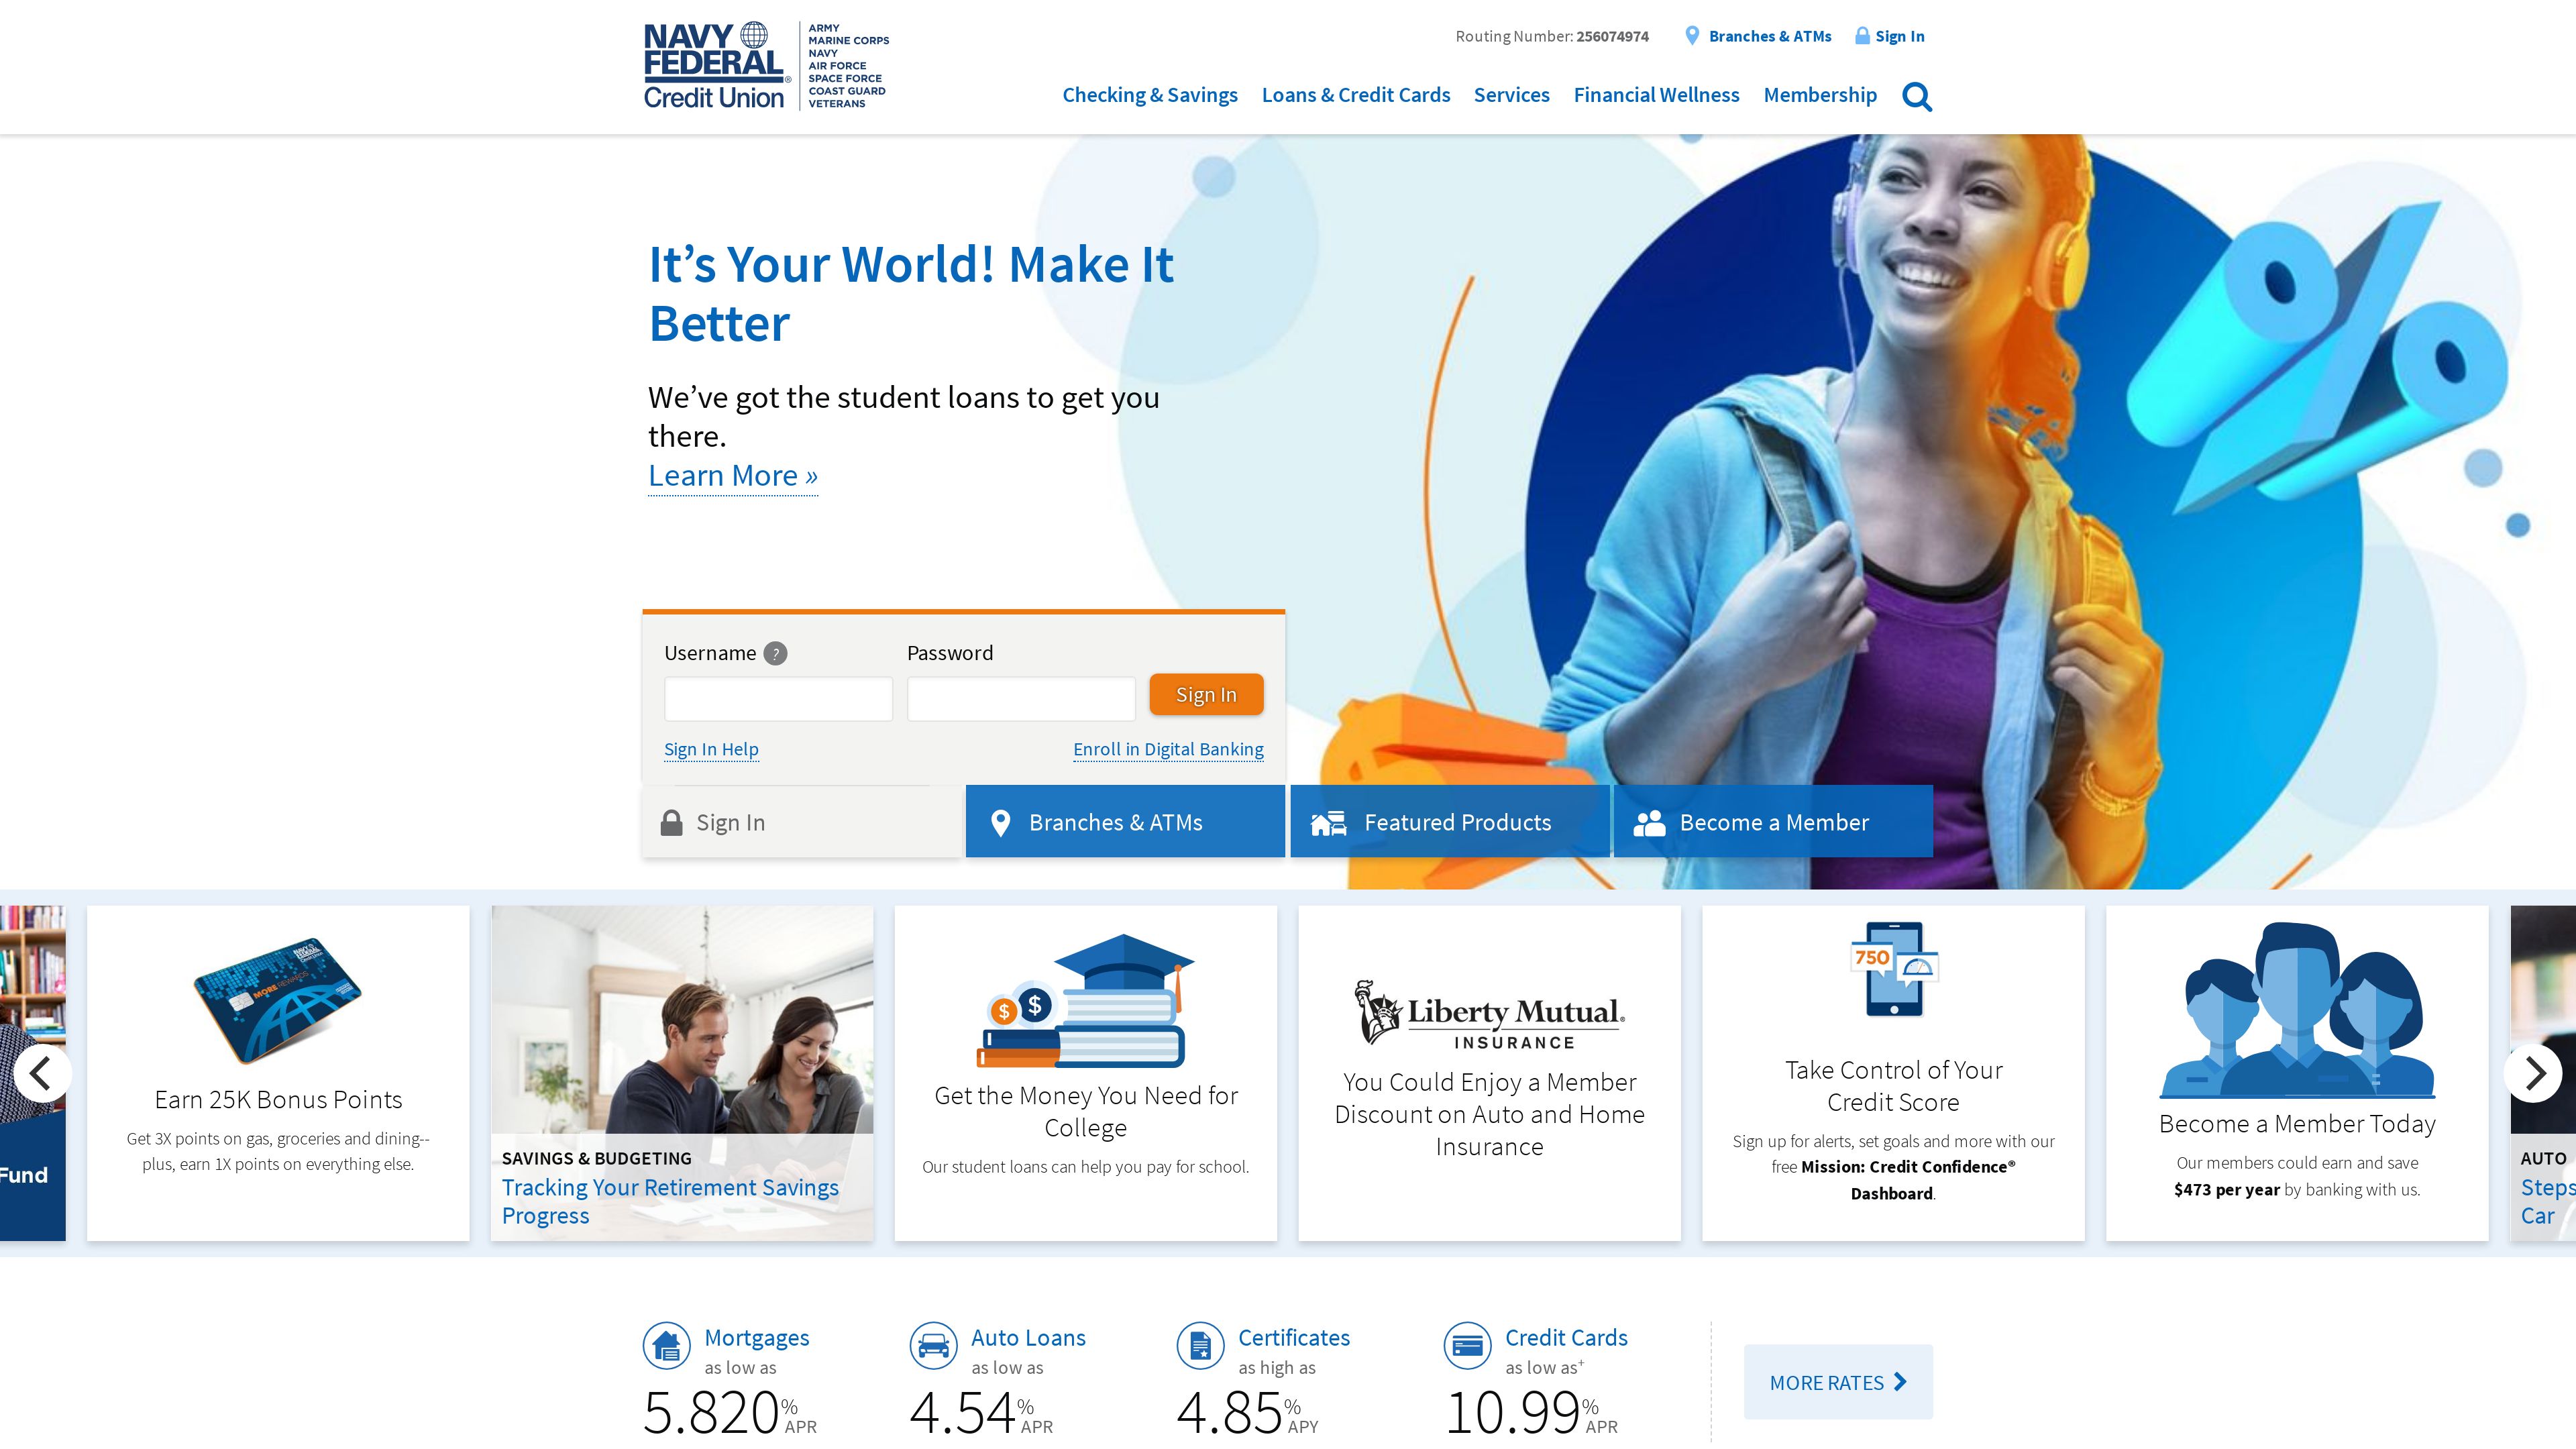 NAVY
FEDERAL®
Credit Union
ARMY
MARINE CORPS
NAVY
AIR FORCE
SPACE FORCE
COAST GUARD
VETERANS
Routing Number: 256074974
Branches & ATMs
Sign In
Checking & Savings
Loans & Credit Cards
Services
Financial Wellness
Membership
It’s Your World! Make It
Better
We’ve got the student loans to get you
there.
Learn More »
%
Username ?
Password
Sign In
Sign In Help
Enroll in Digital Banking
Sign In
Branches & ATMs
Featured Products
Become a Member
Fund
NAVY
FEDERAL
Credit Union
MORE REWARDS
Earn 25K Bonus Points
Get 3X points on gas, groceries and dining--
plus, earn 1X points on everything else.
SAVINGS & BUDGETING
Tracking Your Retirement Savings
Progress
$ $
Get the Money You Need for
College
Our student loans can help you pay for school.
Liberty Mutual®
INSURANCE
You Could Enjoy a Member
Discount on Auto and Home
Insurance
750
Take Control of Your
Credit Score
Sign up for alerts, set goals and more with our
free Mission: Credit Confidence®
Dashboard.
Become a Member Today
Our members could earn and save
$473 per year by banking with us.
AUTO
Steps
Car
Mortgages
as low as
5.820% APR
Auto Loans
as low as
4.54% APR
Certificates
as high as
4.85% APY
Credit Cards
as low as+
10.99% APR
MORE RATES